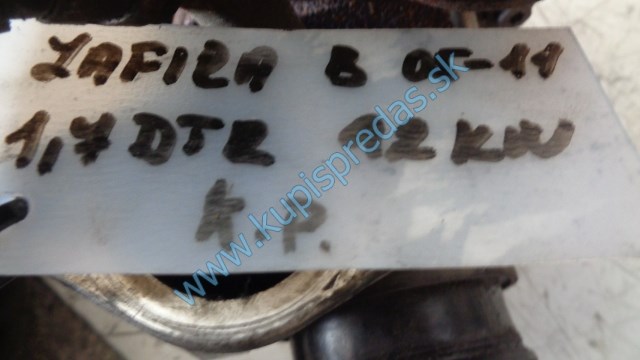 ZAFIRA B 05-11
1,7 DTR 92 KW
A.P.
www.kupispredas.sk